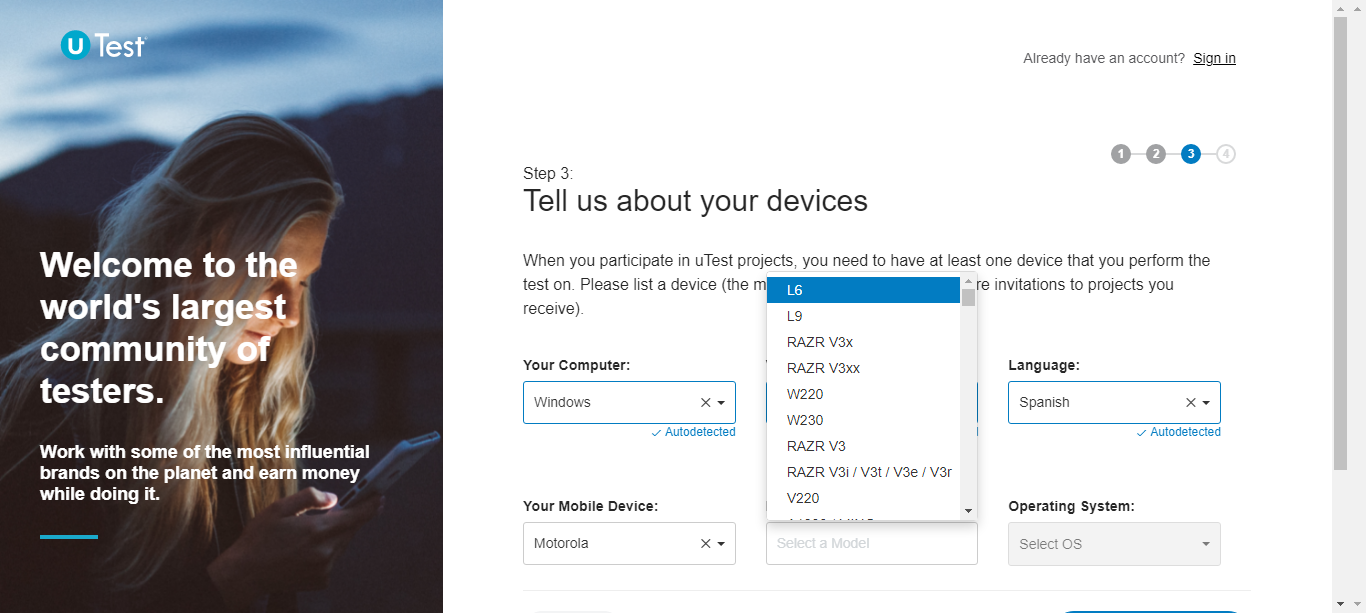 U Test
Already have an account? Sign in
1 2 3 4
Step 3:
Tell us about your devices
When you participate in uTest projects, you need to have at least one device that you perform the
test on. Please list a device (the m re invitations to projects you
receive).
Welcome to the
world's largest
community of
testers.
Work with some of the most influential
brands on the planet and earn money
while doing it.
Your Computer:
Windows
Autodetected
Language:
Spanish
Autodetected
L6
L9
RAZR V3x
RAZR V3xx
W220
W230
RAZR V3
RAZR V3i / V3t / V3e / V3r
V220
Your Mobile Device:
Motorola
Select a Model
Operating System:
Select OS